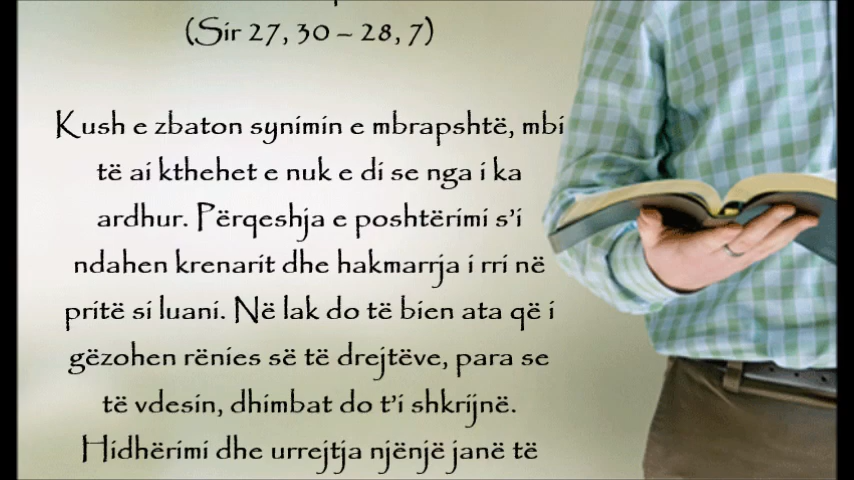 (Sir 27, 30 – 28, 7)
Kush e zbaton synimin e mbrapshtë, mbi
të ai kthehet e nuk e di se nga i ka
ardhur. Përqeshja e poshtërimi s'i
ndahen krenarit dhe hakmarrja i rri në
pritë si luani. Në lak do të bien ata që i
gëzohen rënies së të drejtëve, para se
të vdesin, dhimbat do t'i shkrijnë.
Hidhërimi dhe urrejtja njënjë janë të